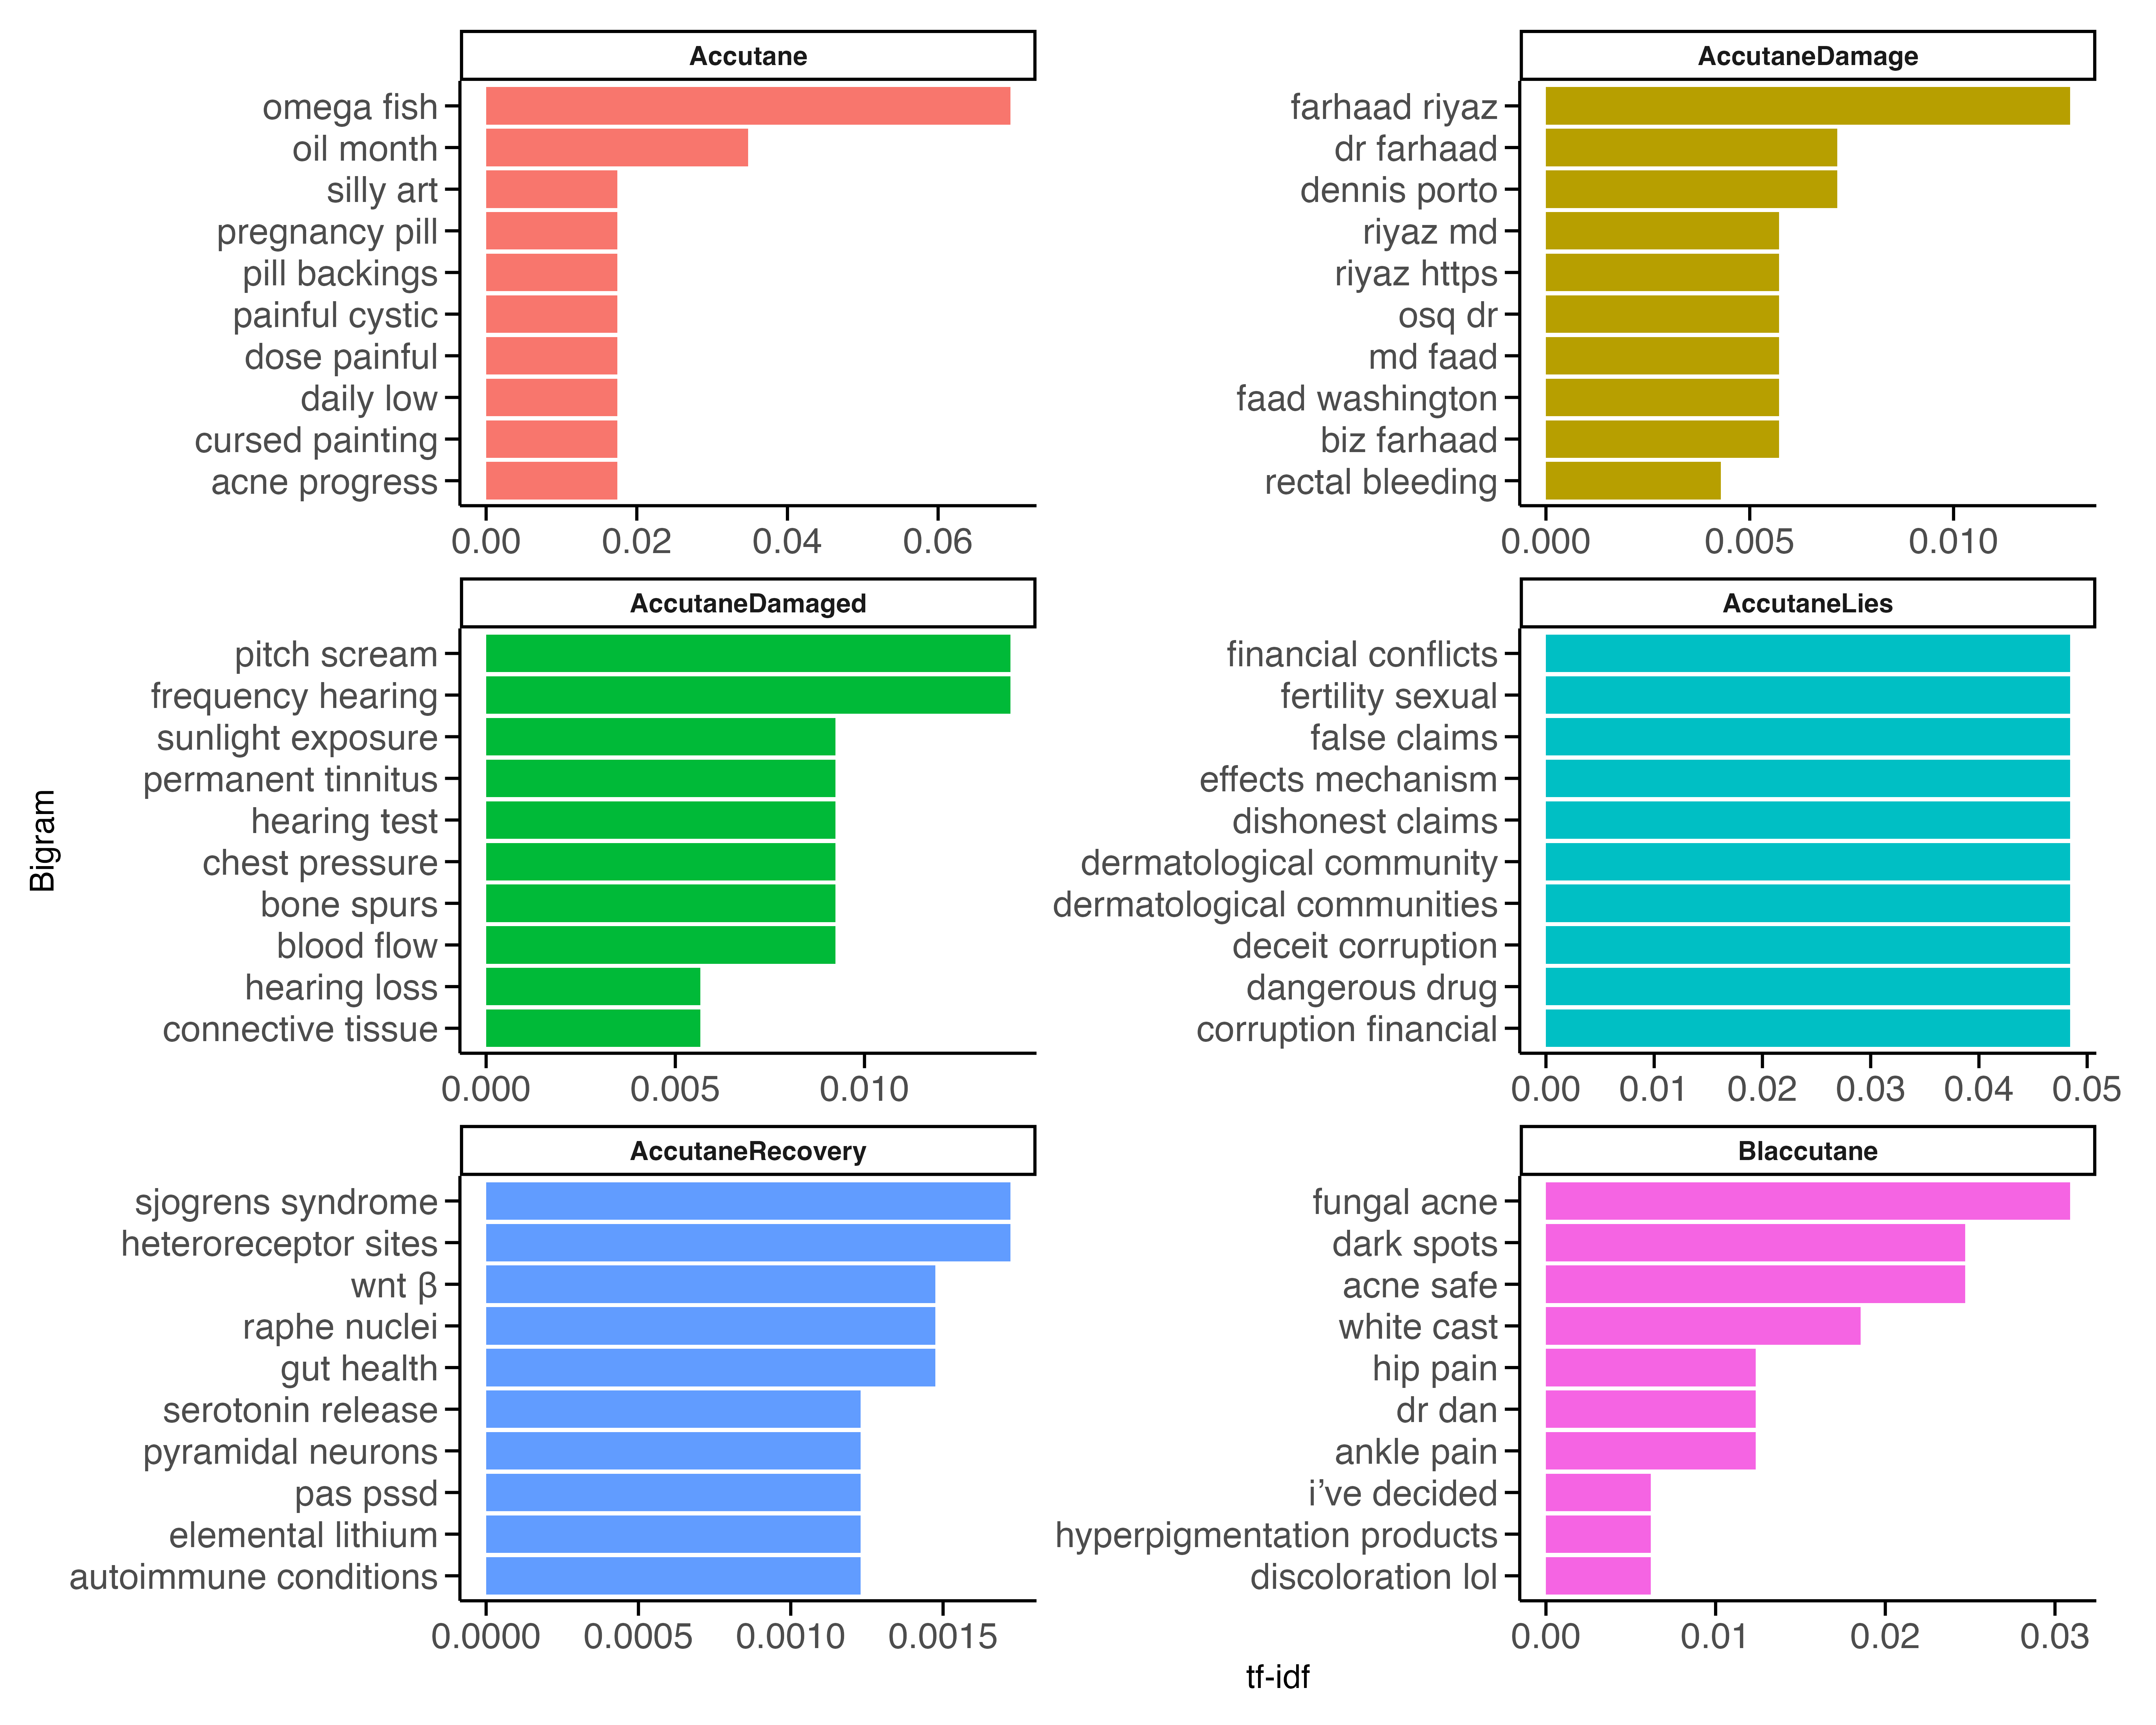 Accutane
omega fish
oil month
silly art
pregnancy pill
pill backings
painful cystic
dose painful
daily low
cursed painting
acne progress
0.00 0.02 0.04 0.06
AccutaneDamage
farhaad riyaz
dr farhaad
dennis porto
riyaz md
riyaz https
osq dr
md faad
faad washington
biz farhaad
rectal bleeding
0.000 0.005 0.010
AccutaneDamaged
pitch scream
frequency hearing
sunlight exposure
permanent tinnitus
hearing test
chest pressure
bone spurs
blood flow
hearing loss
connective tissue
0.000 0.005 0.010
AccutaneLies
financial conflicts
fertility sexual
false claims
effects mechanism
dishonest claims
dermatological community
dermatological communities
deceit corruption
dangerous drug
corruption financial
0.00 0.01 0.02 0.03 0.04 0.05
AccutaneRecovery
sjogrens syndrome
heteroreceptor sites
wnt β
raphe nuclei
gut health
serotonin release
pyramidal neurons
pas pssd
elemental lithium
autoimmune conditions
0.0000 0.0005 0.0010 0.0015
Blaccutane
fungal acne
dark spots
acne safe
white cast
hip pain
dr dan
ankle pain
i’ve decided
hyperpigmentation products
discoloration lol
0.00 0.01 0.02 0.03
Bigram
tf-idf